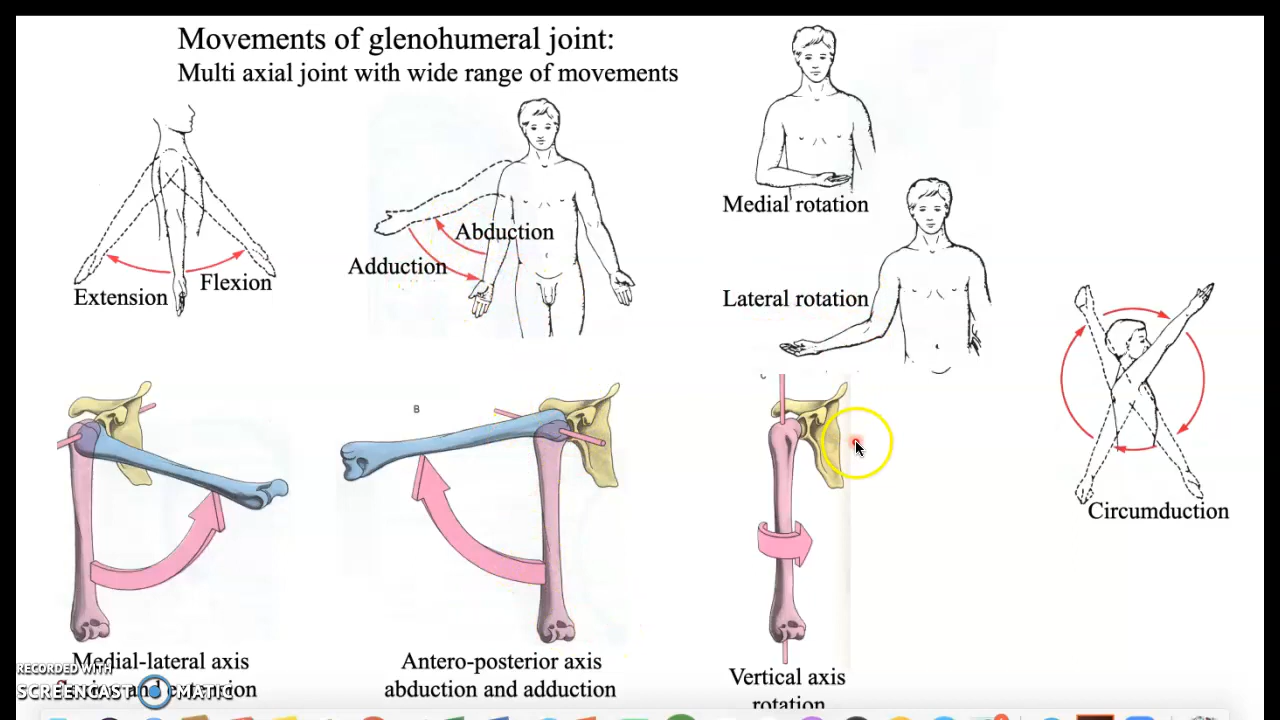 Movements of glenohumeral joint:
Multi axial joint with wide range of movements
Extension
Flexion
Abduction
Adduction
Medial rotation
Lateral rotation
Circumduction
B
Medial-lateral axis
Antero-posterior axis
abduction and adduction
Vertical axis
rotation
RECORDED WITH
SCREENCAST MATIC